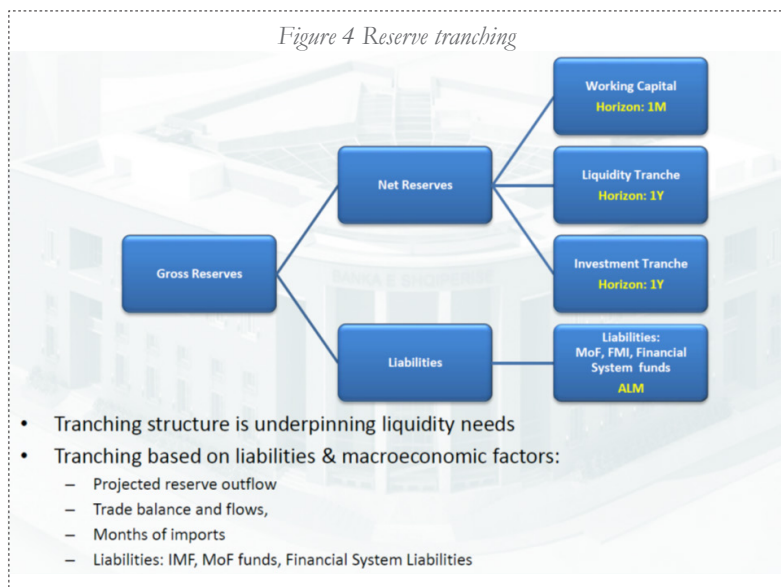 Figure 4 Reserve tranching
Working Capital
Horizon: 1M
Net Reserves
Liquidity Tranche
Horizon: 1Y
Gross Reserves
Investment Tranche
Horizon: 1Y
BANKA E SHQIPERISE
Liabilities
Liabilities:
MoF, FMI, Financial
System funds
ALM
• Tranching structure is underpinning liquidity needs
• Tranching based on liabilities & macroeconomic factors:
– Projected reserve outflow
– Trade balance and flows,
– Months of imports
– Liabilities: IMF, MoF funds, Financial System Liabilities